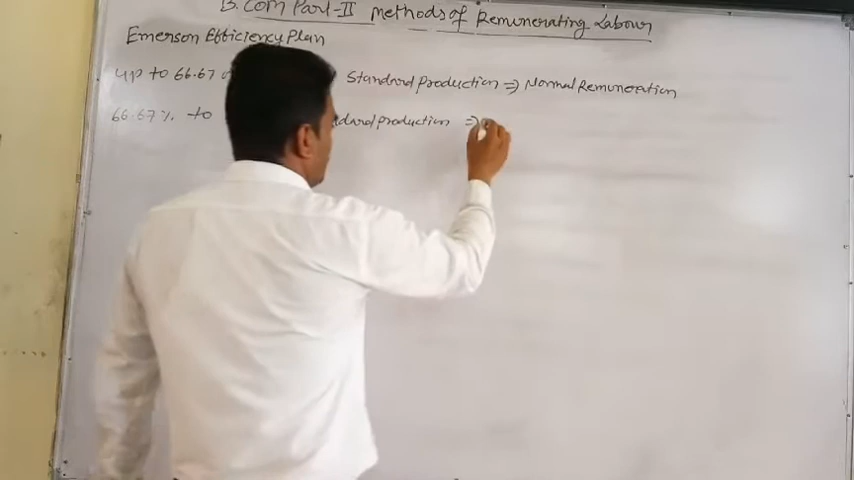 B.Com Part-II methods of Remunerating Labour
Emerson Efficiency Plan
up to 66.67 Standard Production ⇒ Normal Remuneration
66.67% to production ⇒